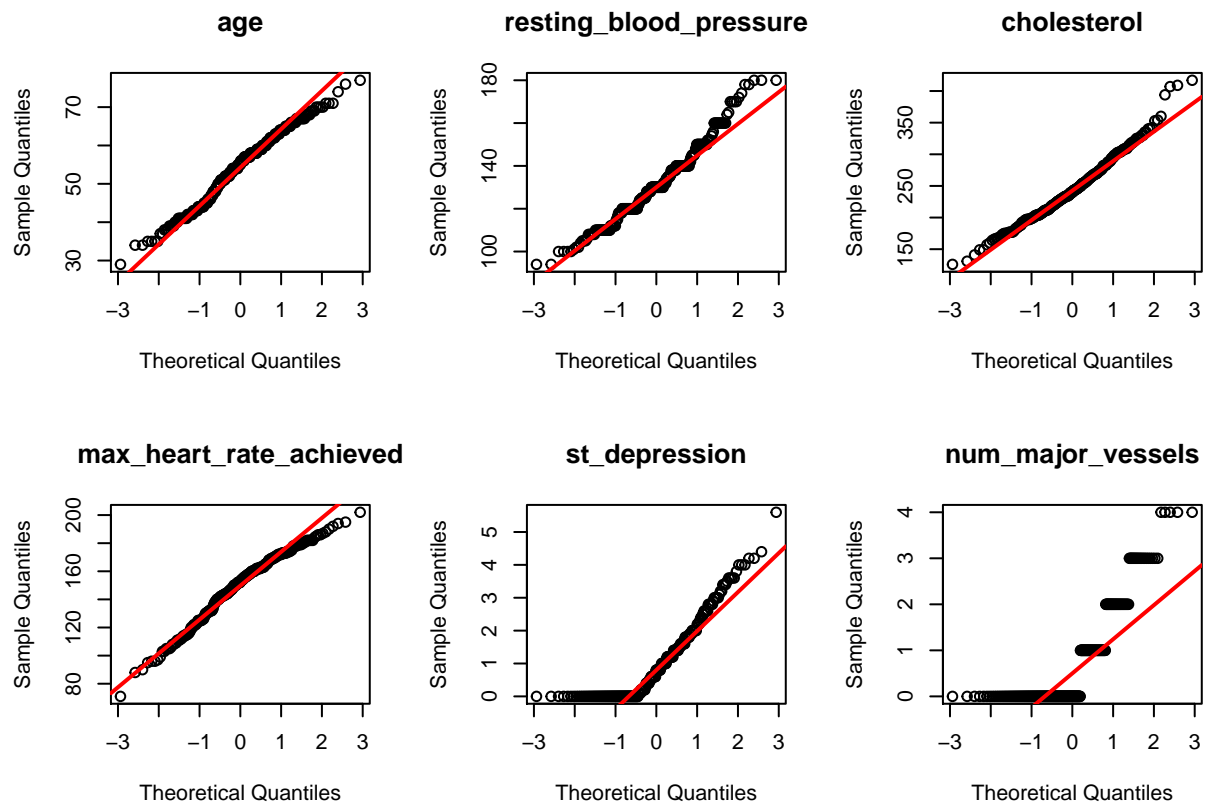 age
resting_blood_pressure
cholesterol
Sample Quantiles
30
50
70
−3 −1 0 1 2 3
Theoretical Quantiles
Sample Quantiles
100
140
180
−3 −1 0 1 2 3
Theoretical Quantiles
Sample Quantiles
150
250
350
−3 −1 0 1 2 3
Theoretical Quantiles
max_heart_rate_achieved
st_depression
num_major_vessels
Sample Quantiles
80
120
160
200
−3 −1 0 1 2 3
Theoretical Quantiles
Sample Quantiles
0
1
2
3
4
5
−3 −1 0 1 2 3
Theoretical Quantiles
Sample Quantiles
0
1
2
3
4
−3 −1 0 1 2 3
Theoretical Quantiles